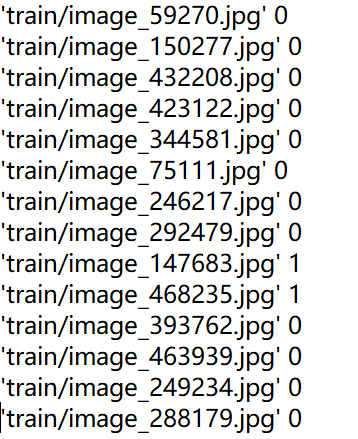 'train/image_59270.jpg' 0
'train/image_150277.jpg' 0
'train/image_432208.jpg' 0
'train/image_423122.jpg' 0
'train/image_344581.jpg' 0
'train/image_75111.jpg' 0
'train/image_246217.jpg' 0
'train/image_292479.jpg' 0
'train/image_147683.jpg' 1
'train/image_468235.jpg' 1
'train/image_393762.jpg' 0
'train/image_463939.jpg' 0
'train/image_249234.jpg' 0
'train/image_288179.jpg' 0